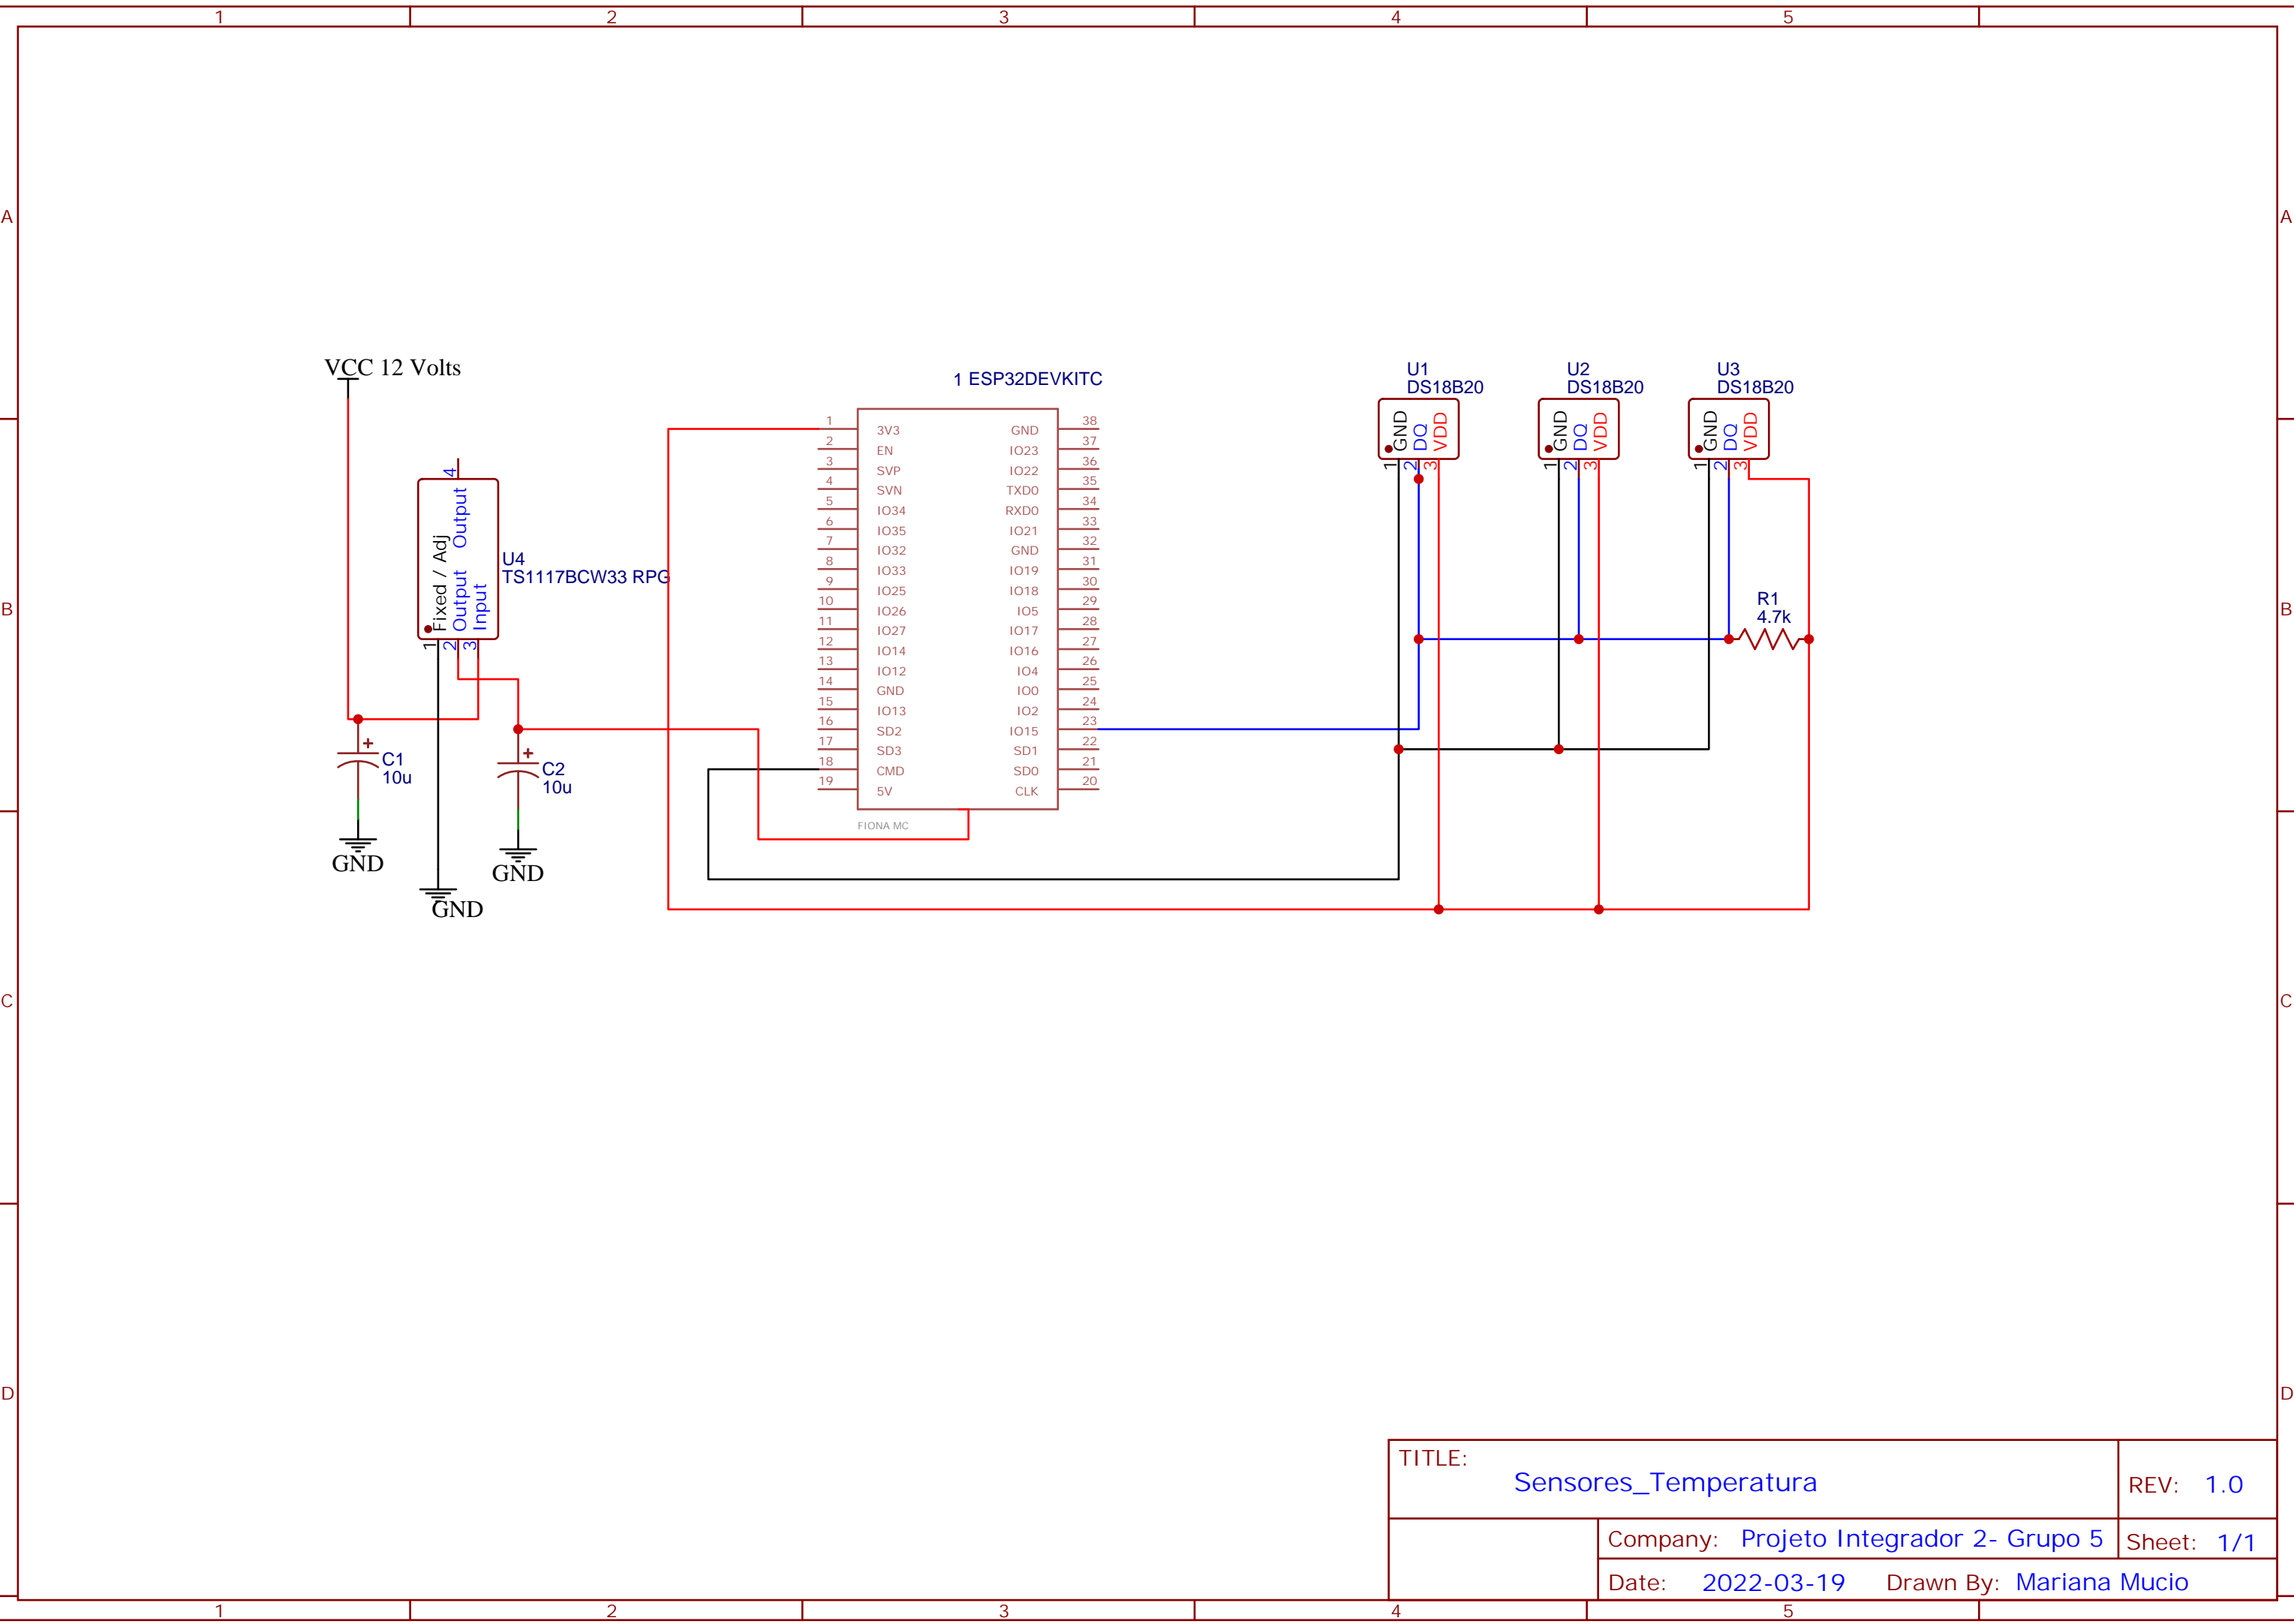 1 2 3 4 5
A A
B B
C C
D D
VCC 12 Volts
4
Fixed / Adj
Output Output
Input
1 2 3
U4
TS1117BCW33 RPG
+
C1
10u
GND
+
C2
10u
GND
GND
1 ESP32DEVKITC
1 3V3 GND 38
2 EN IO23 37
3 SVP IO22 36
4 SVN TXD0 35
5 IO34 RXD0 34
6 IO35 IO21 33
7 IO32 GND 32
8 IO33 IO19 31
9 IO25 IO18 30
10 IO26 IO5 29
11 IO27 IO17 28
12 IO14 IO16 27
13 IO12 IO4 26
14 GND IO0 25
15 IO13 IO2 24
16 SD2 IO15 23
17 SD3 SD1 22
18 CMD SD0 21
19 5V CLK 20
FIONA MC
U1
DS18B20
GND DQ VDD
1 2 3
U2
DS18B20
GND DQ VDD
1 2 3
U3
DS18B20
GND DQ VDD
1 2 3
R1
4.7k
TITLE:
Sensores_Temperatura
REV: 1.0
Company: Projeto Integrador 2- Grupo 5
Sheet: 1/1
Date: 2022-03-19 Drawn By: Mariana Mucio
1 2 3 4 5